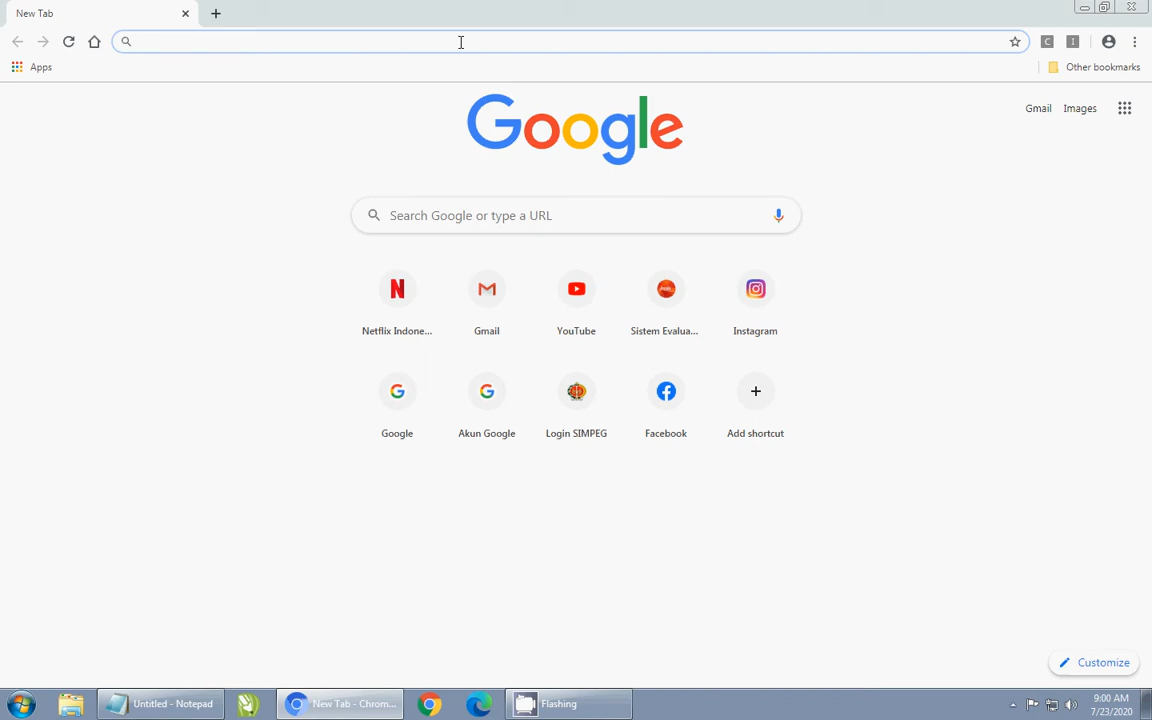 New Tab
Apps
Other bookmarks
Gmail Images
Google
Search Google or type a URL
Netflix Indone... Gmail YouTube Sistem Evalua... Instagram
Google Akun Google Login SIMPEG Facebook Add shortcut
Customize
Untitled - Notepad New Tab - Chrom... Flashing
9:00 AM
7/23/2020